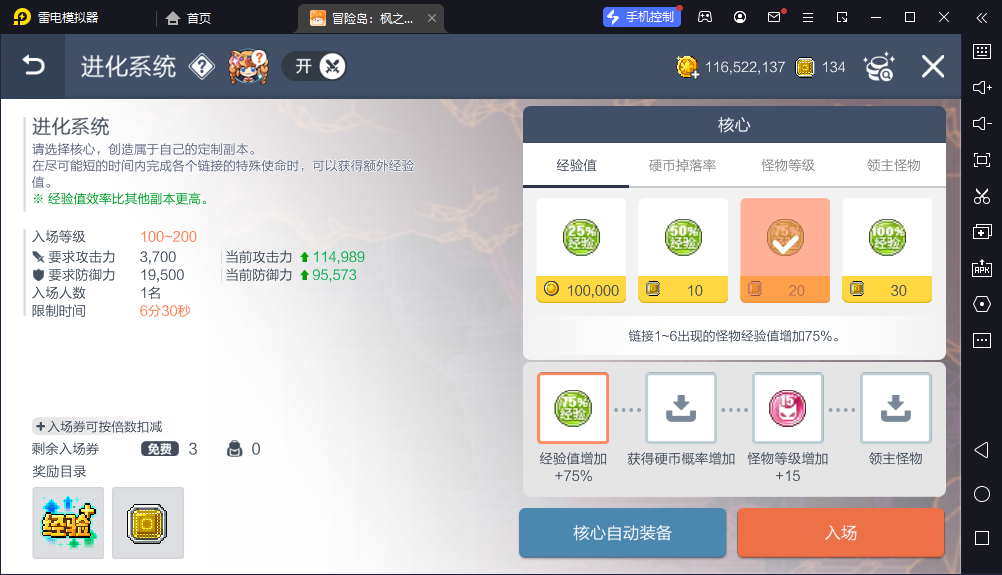 雷电模拟器
首页
冒险岛：枫之...
手机控制
进化系统
开
116,522,137
134
进化系统
请选择核心，创造属于自己的定制副本。
在尽可能短的时间内完成各个链接的特殊使命时，可以获得额外经验
值。
※ 经验值效率比其他副本更高。
入场等级 100~200
要求攻击力 3,700 当前攻击力 114,989
要求防御力 19,500 当前防御力 95,573
入场人数 1名
限制时间 6分30秒
+入场券可按倍数扣减
剩余入场券 免费 3 0
奖励目录
经验
核心
经验值 硬币掉落率 怪物等级 领主怪物
25% 经验
50% 经验
75% 经验
100% 经验
100,000 10 20 30
链接1~6出现的怪物经验值增加75%。
75% 经验
15
经验值增加 获得硬币概率增加 怪物等级增加 领主怪物
+75% +15
核心自动装备 入场
APK